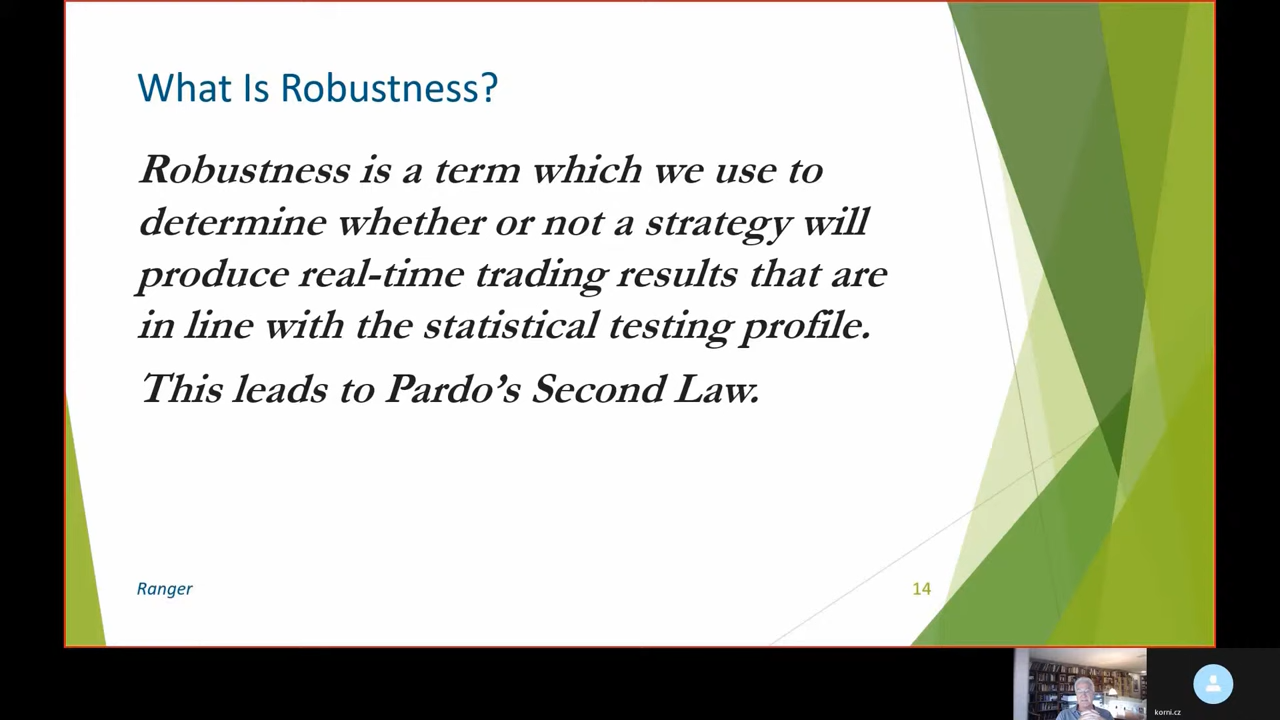 What Is Robustness?
Robustness is a term which we use to
determine whether or not a strategy will
produce real-time trading results that are
in line with the statistical testing profile.
This leads to Pardo’s Second Law.
Ranger
14
korni.cz